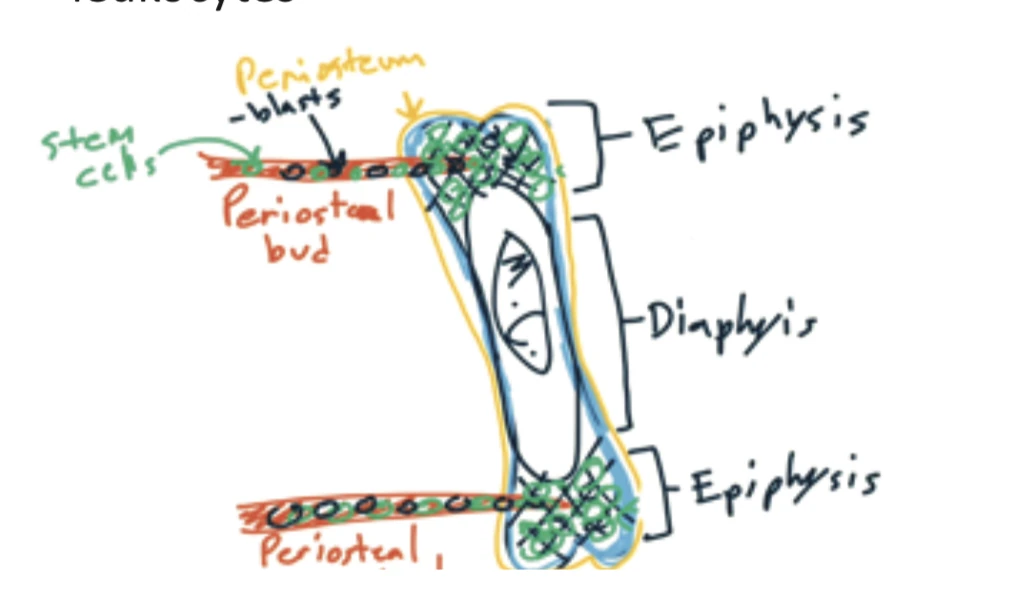 Periosteum
-blasts
stem
cells
Epiphysis
Periosteal
bud
Diaphyis
Epiphysis
Periosteal